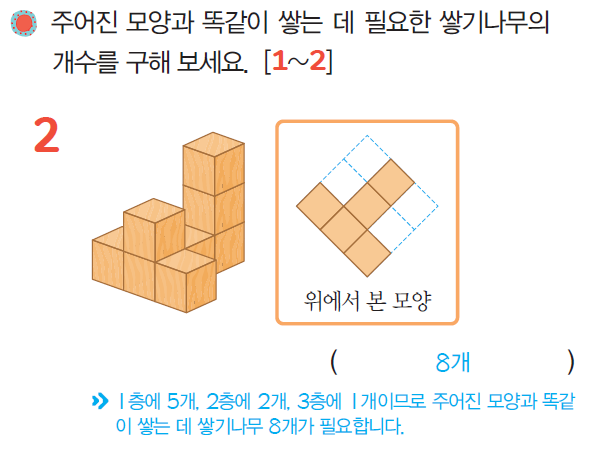 주어진 모양과 똑같이 쌓는 데 필요한 쌓기나무의
개수를 구해 보세요. [1~2]
2
위에서 본 모양
( 8개 )
1층에 5개, 2층에 2개, 3층에 1개이므로 주어진 모양과 똑같
이 쌓는 데 쌓기나무 8개가 필요합니다.